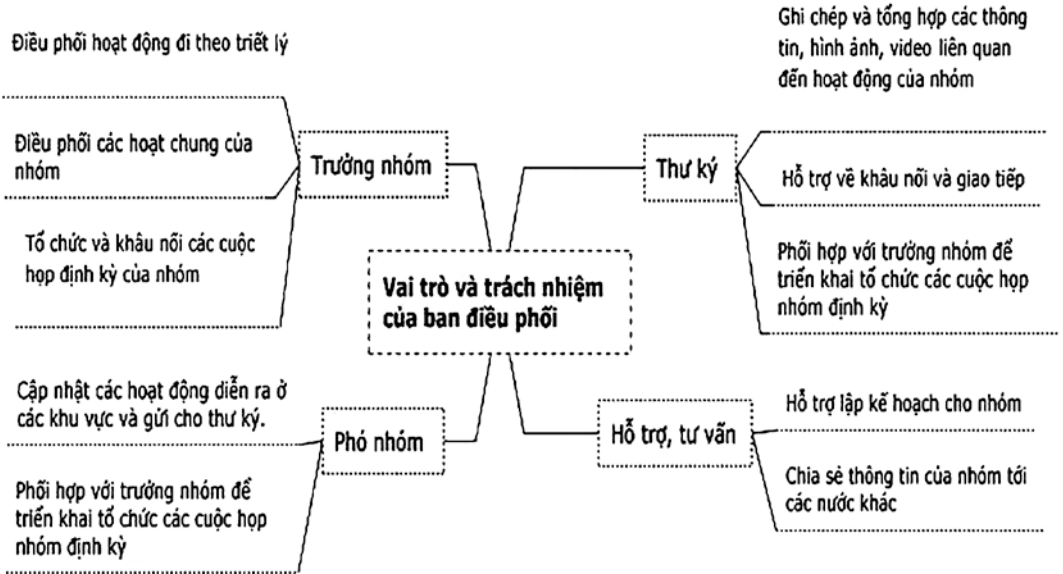 Điều phối hoạt động đi theo triết lý
Điều phối các hoạt chung của
nhóm
Tổ chức và khâu nối các cuộc
họp định kỳ của nhóm
Trưởng nhóm
Ghi chép và tổng hợp các thông
tin, hình ảnh, video liên quan
đến hoạt động của nhóm
Hỗ trợ về khâu nối và giao tiếp
Phối hợp với trưởng nhóm để
triển khai tổ chức các cuộc họp
nhóm định kỳ
Thư ký
Vai trò và trách nhiệm
của ban điều phối
Cập nhật các hoạt động diễn ra ở
các khu vực và gửi cho thư ký.
Phối hợp với trưởng nhóm để
triển khai tổ chức các cuộc họp
nhóm định kỳ
Phó nhóm
Hỗ trợ, tư vấn
Hỗ trợ lập kế hoạch cho nhóm
Chia sẻ thông tin của nhóm tới
các nước khác